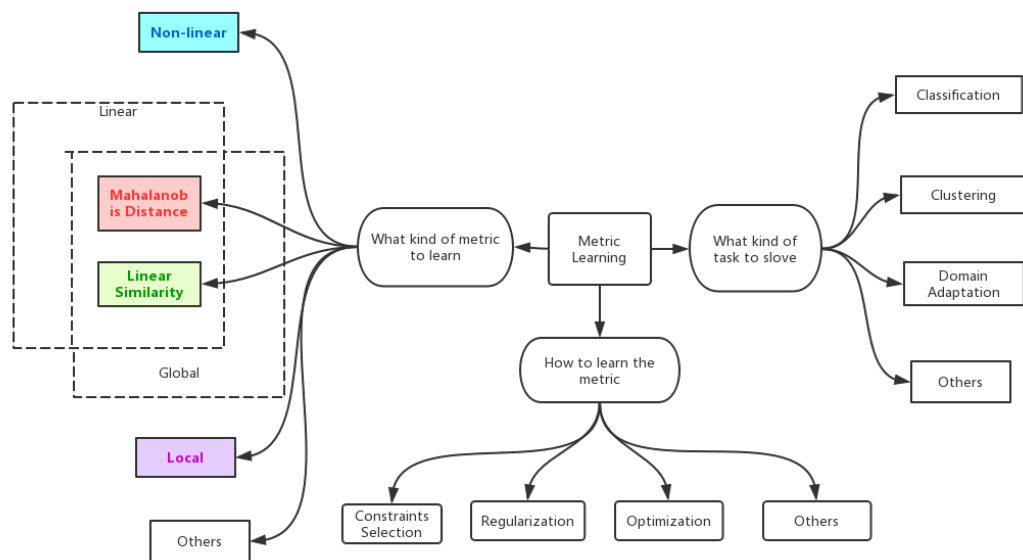 Non-linear
Linear
Mahalanob
is Distance
Linear
Similarity
Global
Local
Others
What kind of metric
to learn
Metric
Learning
What kind of
task to slove
How to learn the
metric
Constraints
Selection
Regularization
Optimization
Others
Classification
Clustering
Domain
Adaptation
Others